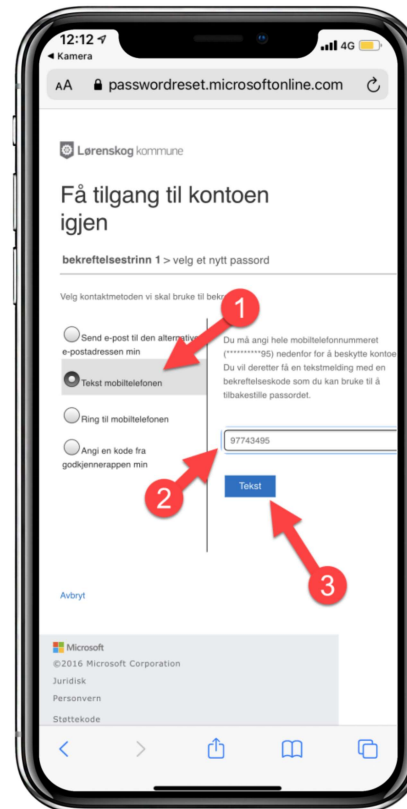 12:12
4G
◀ Kamera
AA passwordreset.microsoftonline.com
Lørenskog kommune
Få tilgang til kontoen
igjen
bekreftelsestrinn 1 > velg et nytt passord
Velg kontaktmetoden vi skal bruke til bekr
1
Send e-post til den alternative
e-postadressen min
Tekst mobiltelefonen
Ring til mobiltelefonen
Angi en kode fra
godkjennerappen min
Du må angi hele mobiltelefonnummeret
(**********95) nedenfor for å beskytte kontoe
Du vil deretter få en tekstmelding med en
bekreftelseskode som du kan bruke til å
tilbakestille passordet.
97743495
2
Tekst
3
Avbryt
Microsoft
©2016 Microsoft Corporation
Juridisk
Personvern
Støttekode